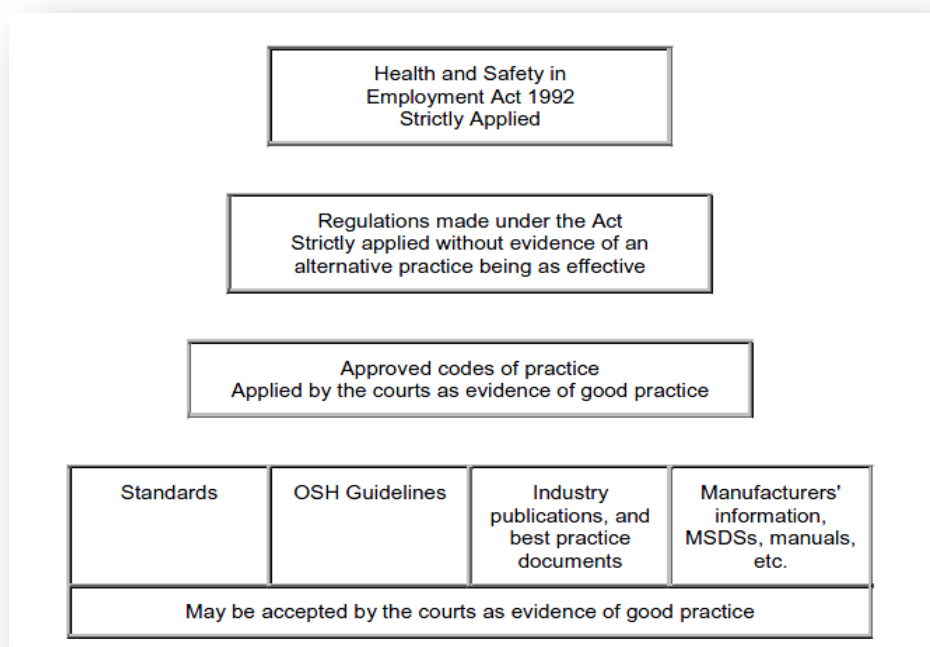 Health and Safety in
Employment Act 1992
Strictly Applied
Regulations made under the Act
Strictly applied without evidence of an
alternative practice being as effective
Approved codes of practice
Applied by the courts as evidence of good practice
Standards
OSH Guidelines
Industry
publications, and
best practice
documents
Manufacturers'
information,
MSDSs, manuals,
etc.
May be accepted by the courts as evidence of good practice